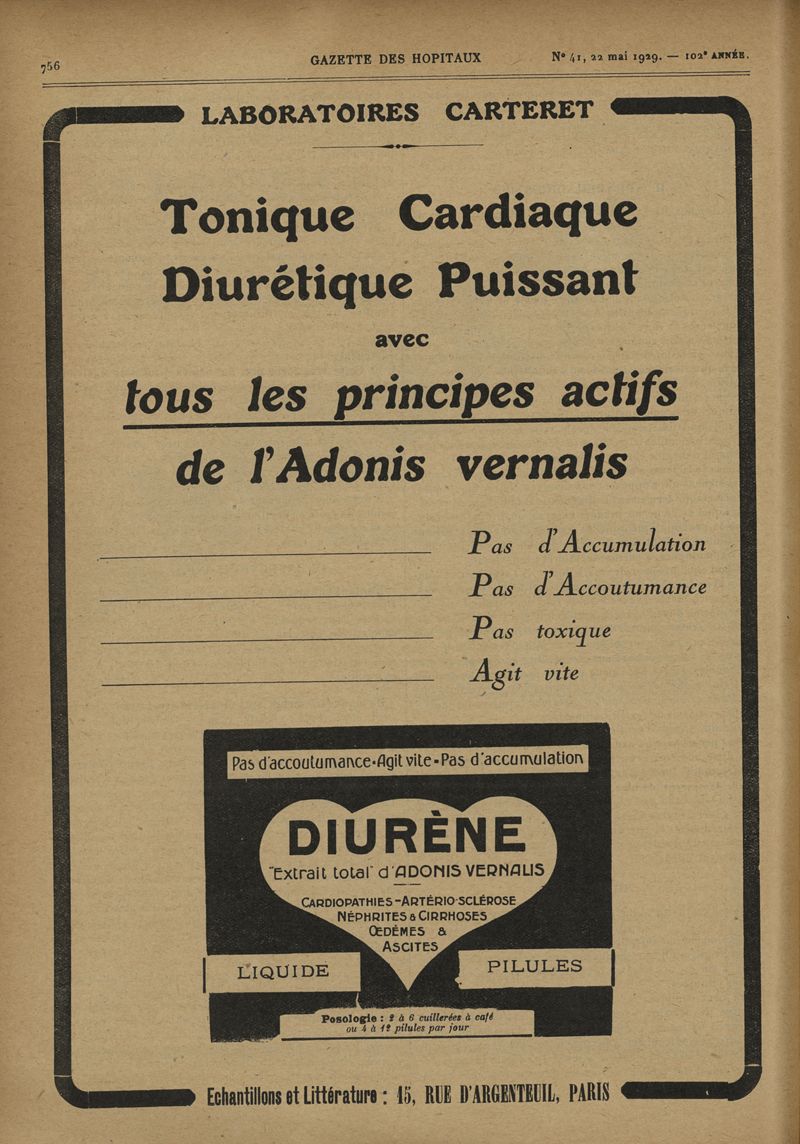 756
GAZETTE DES HOPITAUX
N° 41, 22 mai 1929. — 102e ANNÉE.
LABORATOIRES CARTERET
Tonique Cardiaque
Diurétique Puissant
avec
tous les principes actifs
de l'Adonis vernalis
Pas d'Accumulation
Pas d'Accoutumance
Pas toxique
Agit vite
Pas d'accoutumance-Agit vite-Pas d'accumulation
DIURÈNE
"Extrait total" d'ADONIS VERNALIS
CARDIOPATHIES-ARTÉRIO-SCLÉROSE
NÉPHRITES & CIRRHOSES
ŒDÈMES &
ASCITES
LIQUIDE
PILULES
Posologie : 2 à 6 cuillerées à café
ou 4 à 12 pilules par jour
Echantillons et Littérature : 15, RUE D'ARGENTEUIL, PARIS